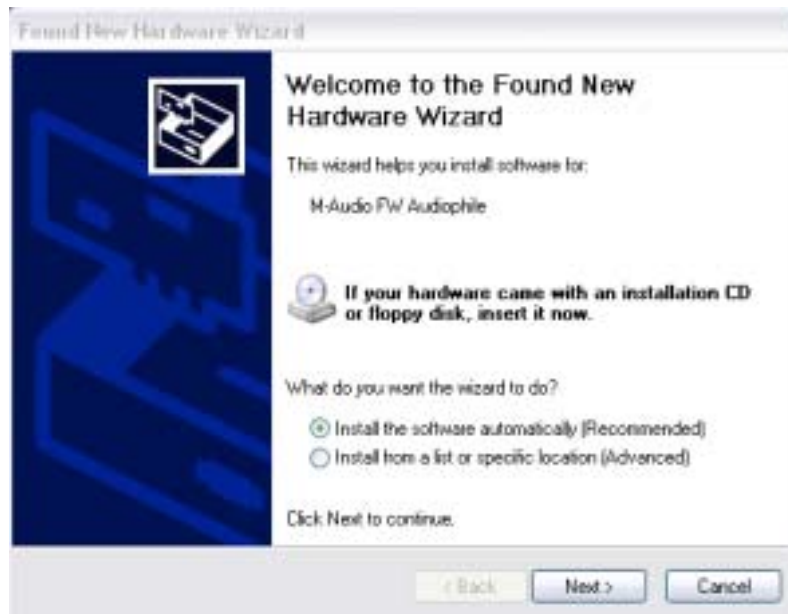 Found New Hardware Wizard
Welcome to the Found New
Hardware Wizard
This wizard helps you install software for:
M-Audio FW Audiophile
If your hardware came with an installation CD
or floppy disk, insert it now.
What do you want the wizard to do?
Install the software automatically (Recommended)
Install from a list or specific location (Advanced)
Click Next to continue.
< Back Next > Cancel